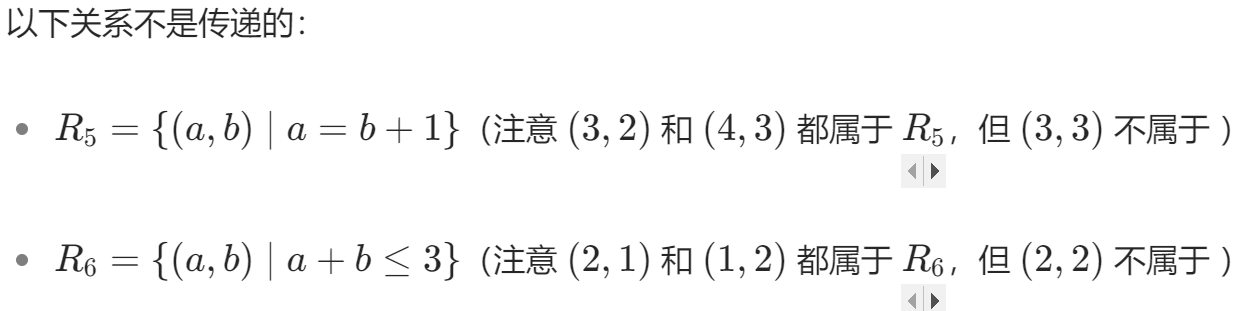 以下关系不是传递的：
• R₅ = {(a, b) | a = b + 1}（注意 (3, 2) 和 (4, 3) 都属于 R₅，但 (3, 3) 不属于 ）
• R₆ = {(a, b) | a + b ≤ 3}（注意 (2, 1) 和 (1, 2) 都属于 R₆，但 (2, 2) 不属于 ）